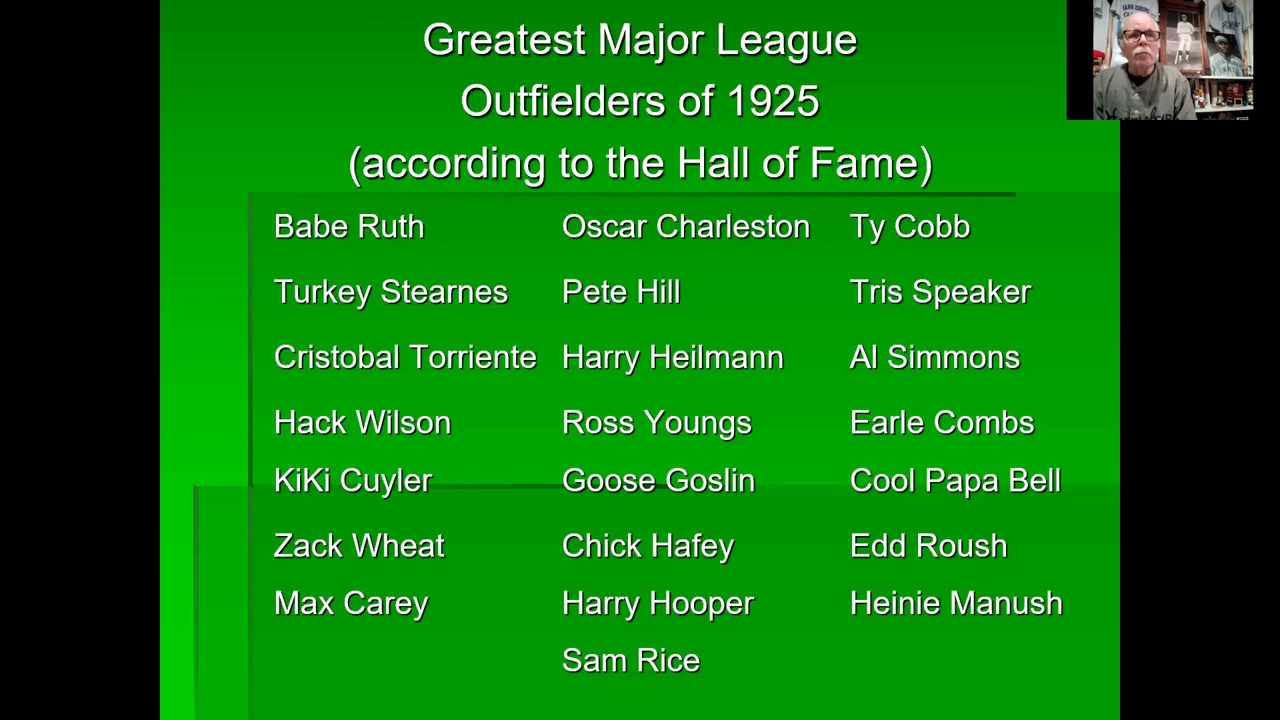 Greatest Major League
Outfielders of 1925
(according to the Hall of Fame)
Babe Ruth Oscar Charleston Ty Cobb
Turkey Stearnes Pete Hill Tris Speaker
Cristobal Torriente Harry Heilmann Al Simmons
Hack Wilson Ross Youngs Earle Combs
KiKi Cuyler Goose Goslin Cool Papa Bell
Zack Wheat Chick Hafey Edd Roush
Max Carey Harry Hooper Heinie Manush
Sam Rice